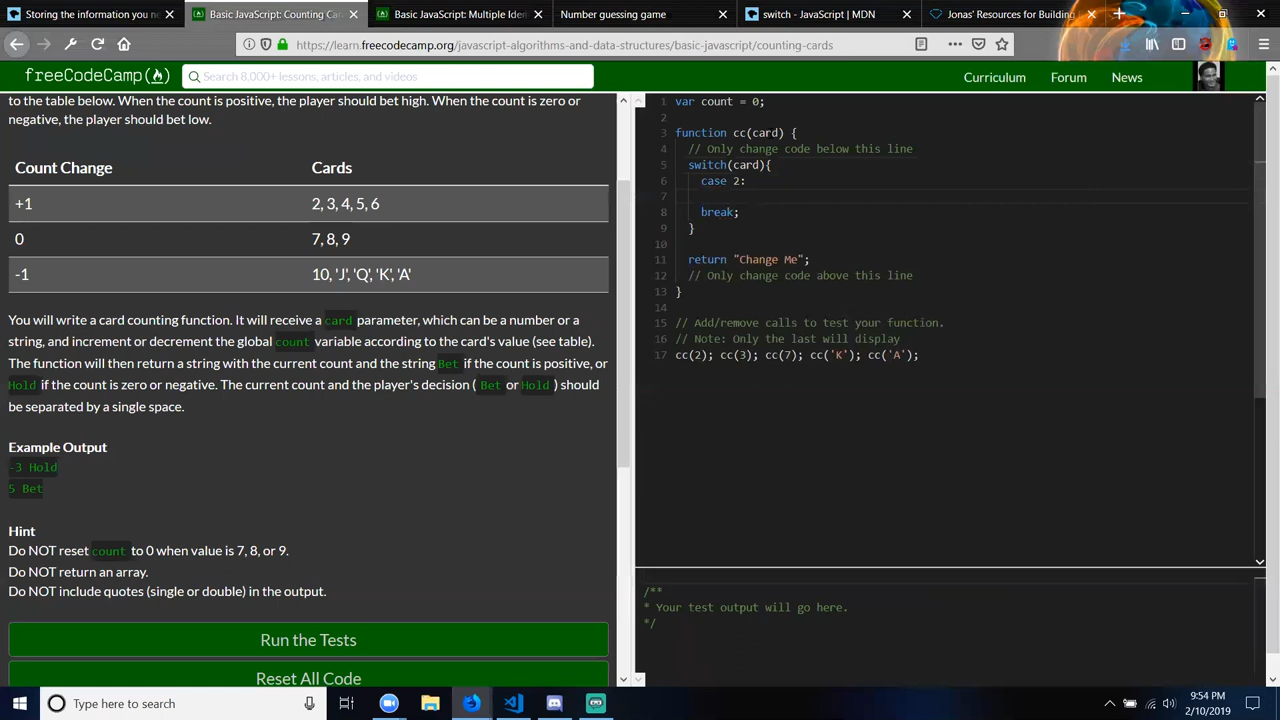 Storing the information you n
Basic JavaScript: Counting Car
Basic JavaScript: Multiple Iden
Number guessing game
switch - JavaScript | MDN
Jonas' Resources for Building
https://learn.freecodecamp.org/javascript-algorithms-and-data-structures/basic-javascript/counting-cards
freeCodeCamp
Search 8,000+ lessons, articles, and videos
Curriculum
Forum
News
to the table below. When the count is positive, the player should bet high. When the count is zero or
negative, the player should bet low.
Count Change Cards
+1 2, 3, 4, 5, 6
0 7, 8, 9
-1 10, 'J', 'Q', 'K', 'A'
You will write a card counting function. It will receive a card parameter, which can be a number or a
string, and increment or decrement the global count variable according to the card's value (see table).
The function will then return a string with the current count and the string Bet if the count is positive, or
Hold if the count is zero or negative. The current count and the player's decision ( Bet or Hold ) should
be separated by a single space.
Example Output
-3 Hold
5 Bet
Hint
Do NOT reset count to 0 when value is 7, 8, or 9.
Do NOT return an array.
Do NOT include quotes (single or double) in the output.
Run the Tests
Reset All Code
1 var count = 0;
2
3 function cc(card) {
4 // Only change code below this line
5 switch(card){
6 case 2:
7
8 break;
9 }
10
11 return "Change Me";
12 // Only change code above this line
13 }
14
15 // Add/remove calls to test your function.
16 // Note: Only the last will display
17 cc(2); cc(3); cc(7); cc('K'); cc('A');
/**
* Your test output will go here.
*/
Type here to search
9:54 PM
2/10/2019